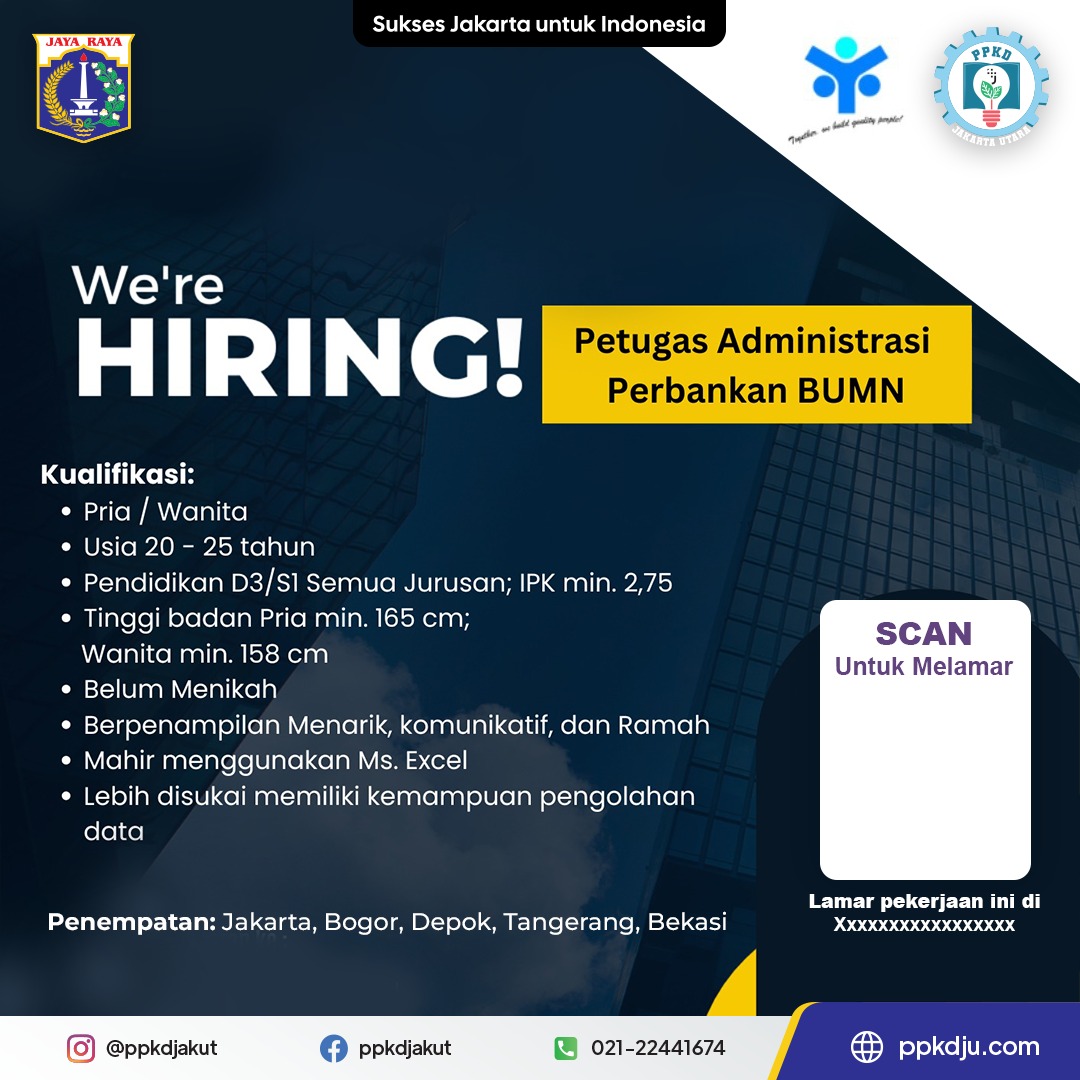 Sukses Jakarta untuk Indonesia
JAYA RAYA
Together, we build quality people!
PPKD
JAKARTA UTARA
We're
HIRING!
Petugas Administrasi
Perbankan BUMN
Kualifikasi:
• Pria / Wanita
• Usia 20 - 25 tahun
• Pendidikan D3/S1 Semua Jurusan; IPK min. 2,75
• Tinggi badan Pria min. 165 cm;
Wanita min. 158 cm
• Belum Menikah
• Berpenampilan Menarik, komunikatif, dan Ramah
• Mahir menggunakan Ms. Excel
• Lebih disukai memiliki kemampuan pengolahan
data
SCAN
Untuk Melamar
Lamar pekerjaan ini di
Xxxxxxxxxxxxxxxxx
Penempatan: Jakarta, Bogor, Depok, Tangerang, Bekasi
@ppkdjakut
ppkdjakut
021-22441674
ppkdju.com